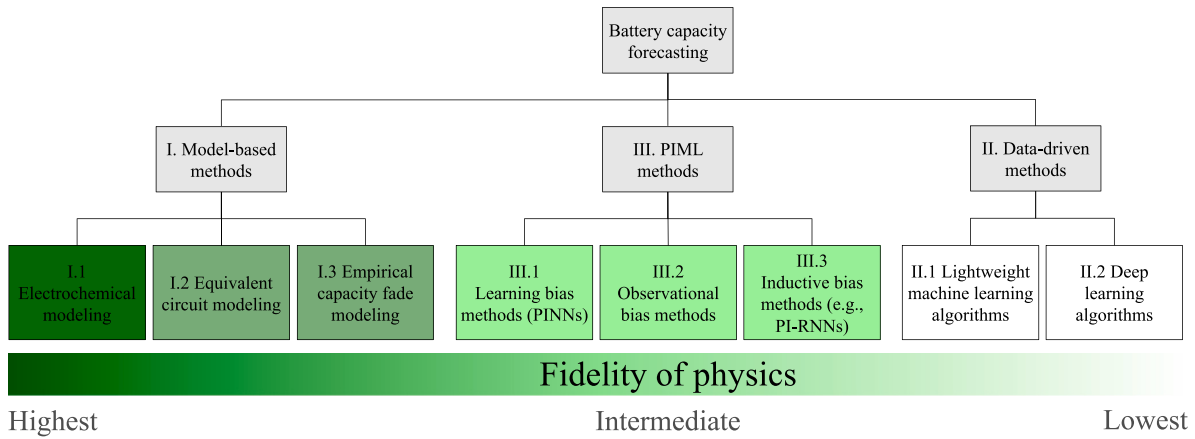 Battery capacity
forecasting
I. Model-based
methods
III. PIML
methods
II. Data-driven
methods
I.1
Electrochemical
modeling
I.2 Equivalent
circuit modeling
I.3 Empirical
capacity fade
modeling
III.1
Learning bias
methods (PINNs)
III.2
Observational
bias methods
III.3
Inductive bias
methods (e.g.,
PI-RNNs)
II.1 Lightweight
machine learning
algorithms
II.2 Deep
learning
algorithms
Fidelity of physics
Highest
Intermediate
Lowest